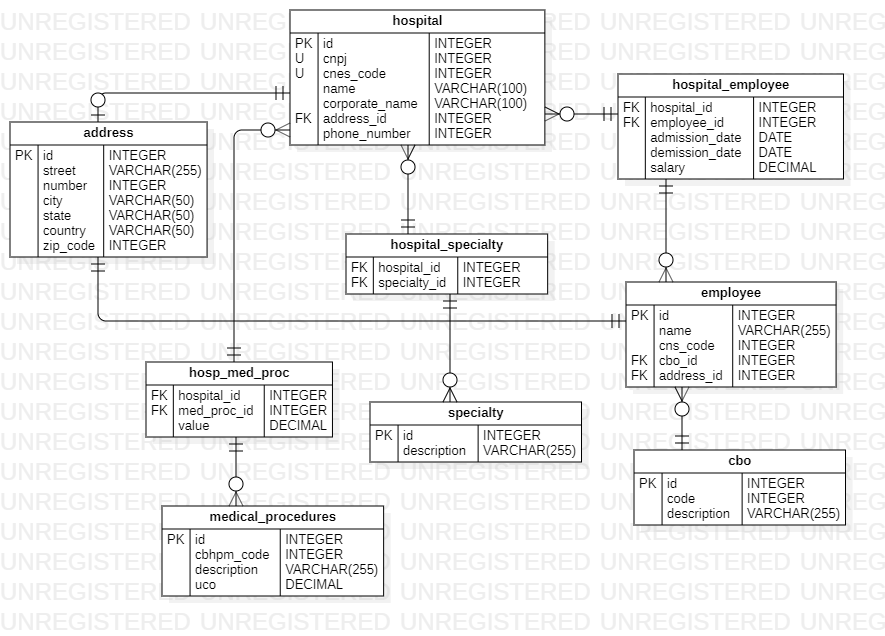 hospital
PK id INTEGER
U cnpj INTEGER
U cnes_code INTEGER
name VARCHAR(100)
corporate_name VARCHAR(100)
FK address_id INTEGER
phone_number INTEGER
hospital_employee
FK hospital_id INTEGER
FK employee_id INTEGER
admission_date DATE
demission_date DATE
salary DECIMAL
address
PK id INTEGER
street VARCHAR(255)
number INTEGER
city VARCHAR(50)
state VARCHAR(50)
country VARCHAR(50)
zip_code INTEGER
hospital_specialty
FK hospital_id INTEGER
FK specialty_id INTEGER
employee
PK id INTEGER
name VARCHAR(255)
cns_code INTEGER
FK cbo_id INTEGER
FK address_id INTEGER
hosp_med_proc
FK hospital_id INTEGER
FK med_proc_id INTEGER
value DECIMAL
specialty
PK id INTEGER
description VARCHAR(255)
cbo
PK id INTEGER
code INTEGER
description VARCHAR(255)
medical_procedures
PK id INTEGER
cbhpm_code INTEGER
description VARCHAR(255)
uco DECIMAL
UNREGISTERED UNREGISTERED UNREGISTERED UNREGISTERED UNREG